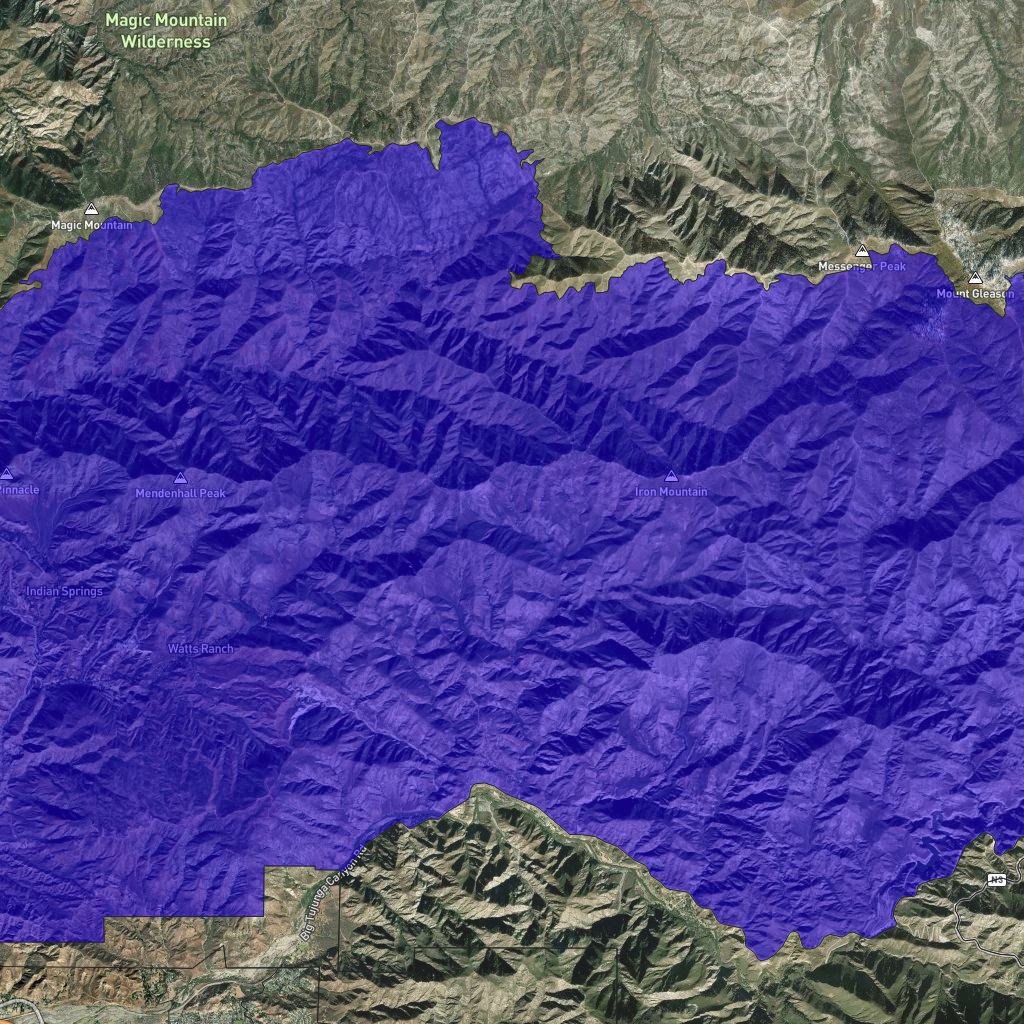 Magic Mountain
Wilderness
Magic Mountain
Messenger Peak
Mount Gleason
Pinnacle
Mendenhall Peak
Iron Mountain
Indian Springs
Watts Ranch
Big Tujunga Canyon Rd
N3